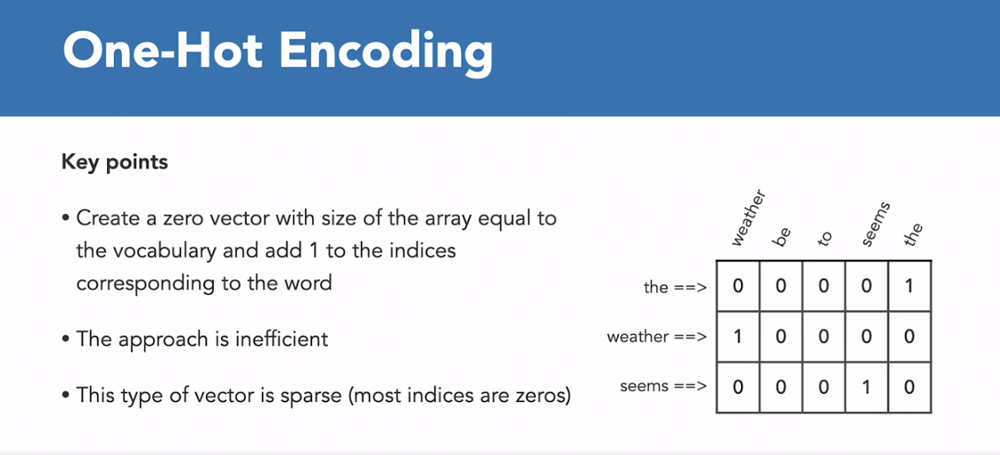 One-Hot Encoding
Key points
• Create a zero vector with size of the array equal to
the vocabulary and add 1 to the indices
corresponding to the word
• The approach is inefficient
• This type of vector is sparse (most indices are zeros)
weather be to seems the
the ==> 0 0 0 0 1
weather ==> 1 0 0 0 0
seems ==> 0 0 0 1 0